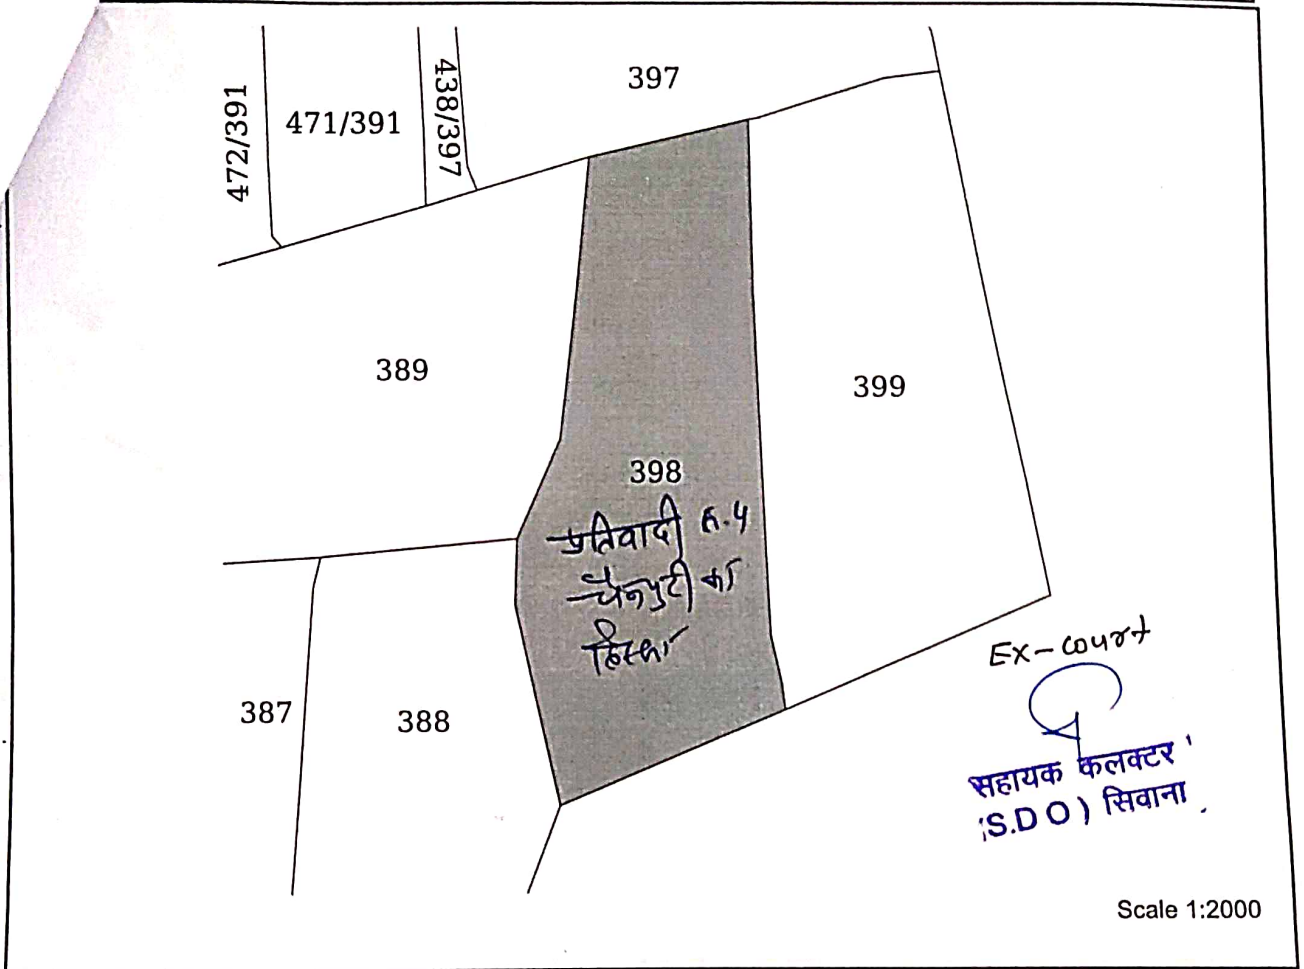 397
438/397
471/391
472/391
389
399
398
प्रतिवादी सं. 4
चैनपुरी का
हिस्सा
387
388
Ex-court
सहायक कलक्टर
(S.D O) सिवाना
Scale 1:2000